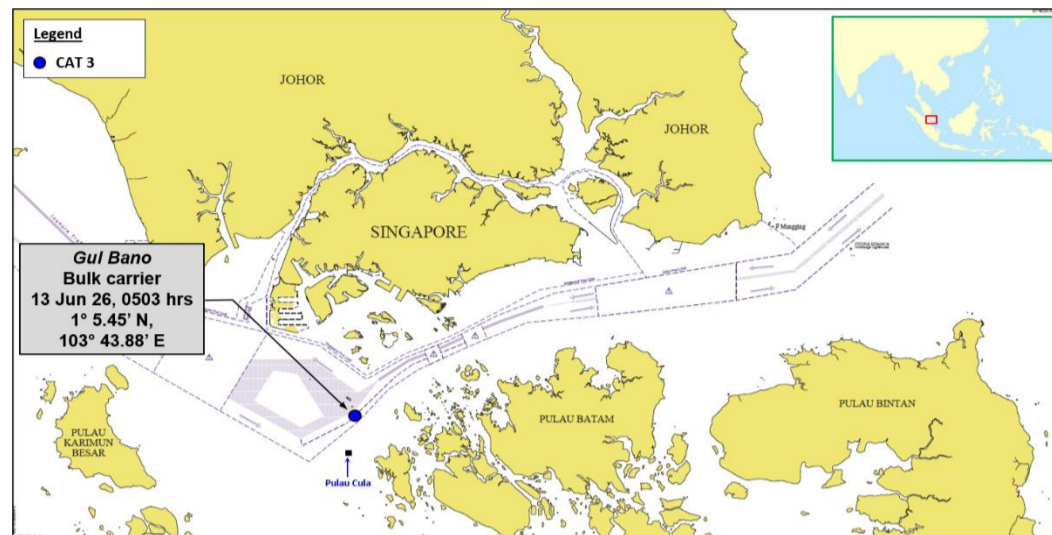 Legend
CAT 3
JOHOR
JOHOR
SINGAPORE
P Mungging
Gul Bano
Bulk carrier
13 Jun 26, 0503 hrs
1° 5.45’ N,
103° 43.88’ E
PULAU
KARIMUN
BESAR
PULAU BATAM
PULAU BINTAN
Pulau Cula